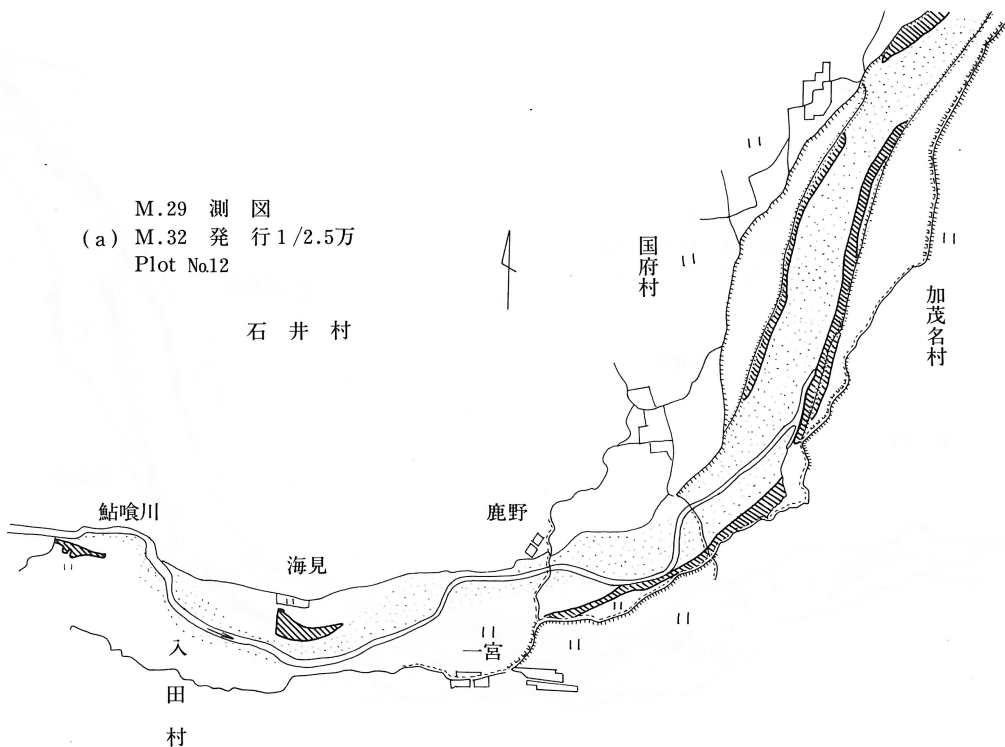 M.29 測 図
(a) M.32 発 行 1/2.5万
Plot No.12
石 井 村
国府村
加茂名村
鮎喰川
海見
鹿野
一宮
入田村